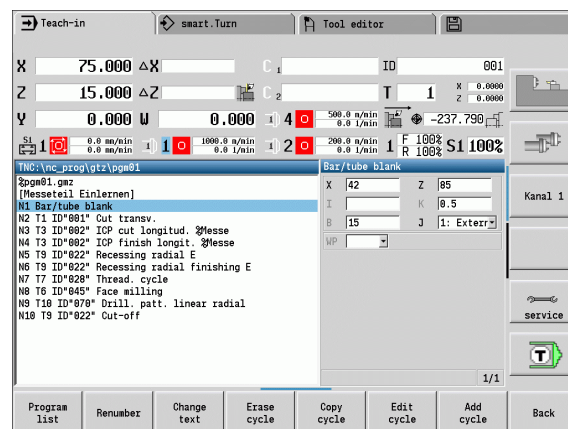 Teach-in
smart.Turn
Tool editor
X 75.000 ΔX C 1 ID 001
Z 15.000 ΔZ C 2 T 1 X 0.0000 Z 0.0000
Y 0.000 W 0.000 4 500.0 m/min 0.0 1/min -237.790
S1 1 0.0 mm/min 0.0 m/min 1 1000.0 m/min 0.0 1/min 2 200.0 m/min 0.0 1/min 1 F 100% R 100% S1 100%
TNC:\nc_prog\gtz\pgm01
%pgm01.gmz
[Messeteil Einlernen]
N1 Bar/tube blank
N2 T1 ID"001" Cut transv.
N3 T3 ID"002" ICP cut longitud. %Messe
N4 T3 ID"002" ICP finish longit. %Messe
N5 T9 ID"022" Recessing radial E
N6 T9 ID"022" Recessing radial finishing E
N7 T7 ID"028" Thread. cycle
N8 T6 ID"045" Face milling
N9 T10 ID"070" Drill. patt. linear radial
N10 T9 ID"022" Cut-off
Bar/tube blank
X 42 Z 85
I K 0.5
B 15 J 1: Extern
WP
1/1
Kanal 1
service
T
Program list
Renumber
Change text
Erase cycle
Copy cycle
Edit cycle
Add cycle
Back